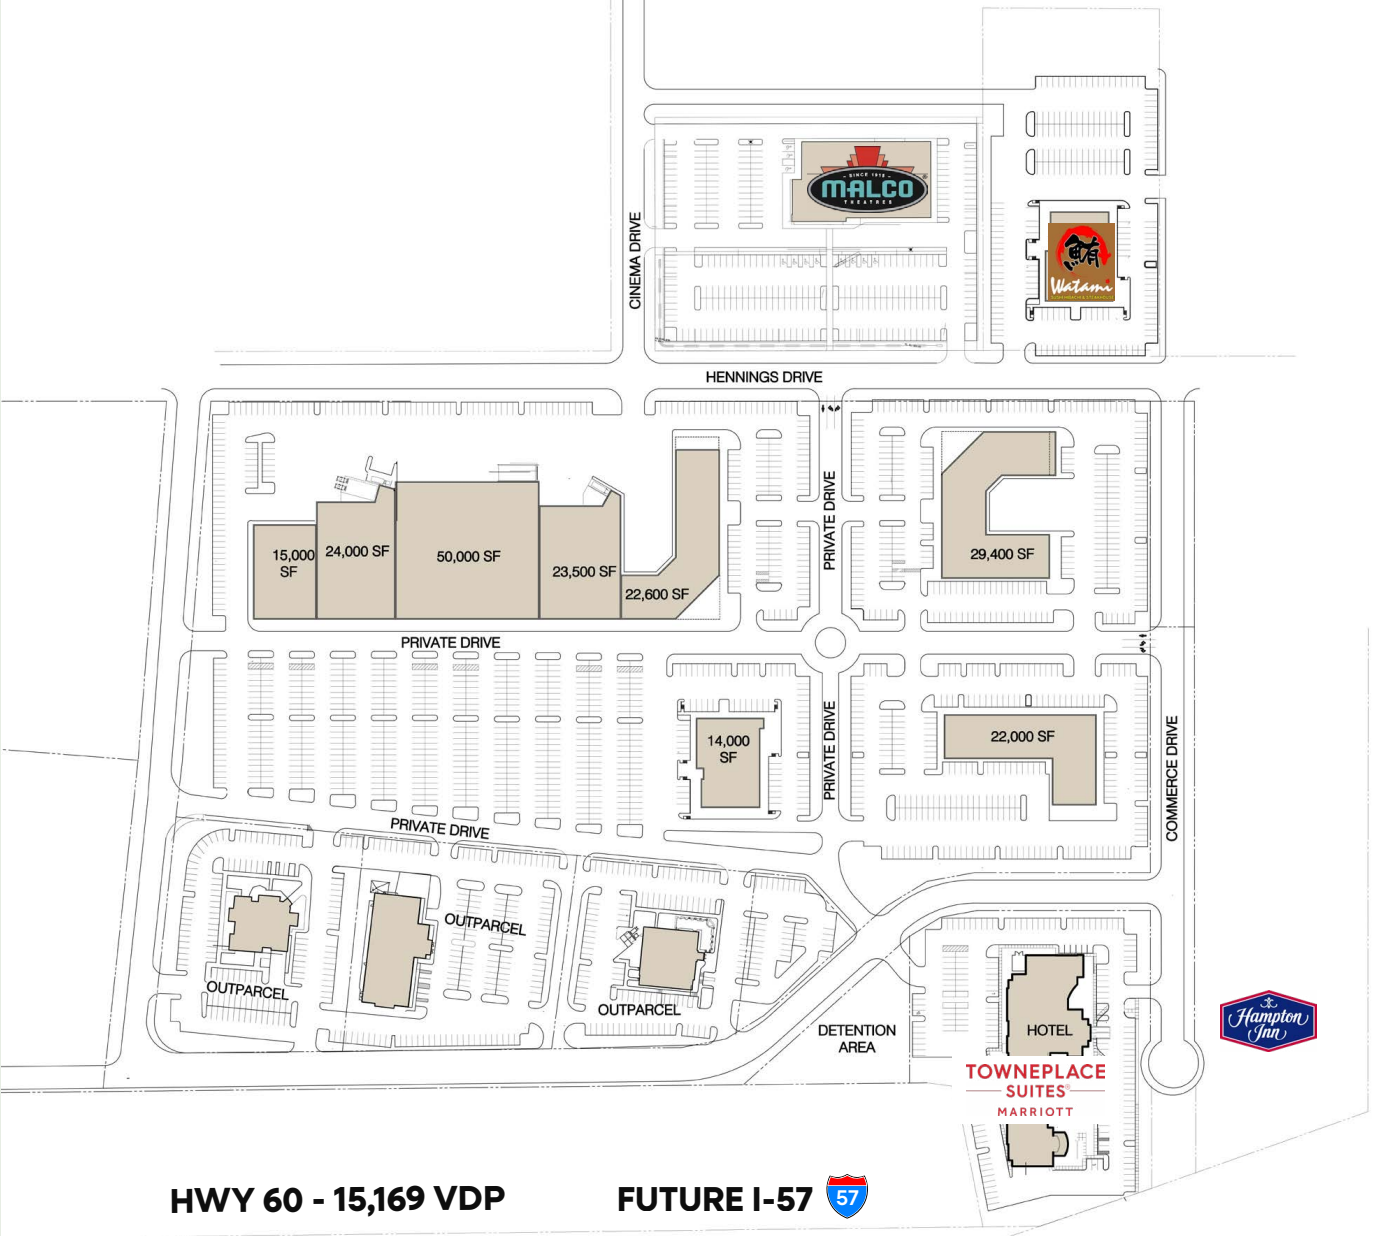 SINCE 1915
MALCO
THEATRES
CINEMA DRIVE
鮪
Watami
HENNINGS DRIVE
PRIVATE DRIVE
15,000
SF
24,000 SF
50,000 SF
23,500 SF
22,600 SF
29,400 SF
PRIVATE DRIVE
14,000
SF
PRIVATE DRIVE
22,000 SF
COMMERCE DRIVE
PRIVATE DRIVE
OUTPARCEL
OUTPARCEL
OUTPARCEL
DETENTION
AREA
HOTEL
Hampton
Inn
TOWNEPLACE
SUITES®
MARRIOTT
HWY 60 - 15,169 VDP
FUTURE I-57
57